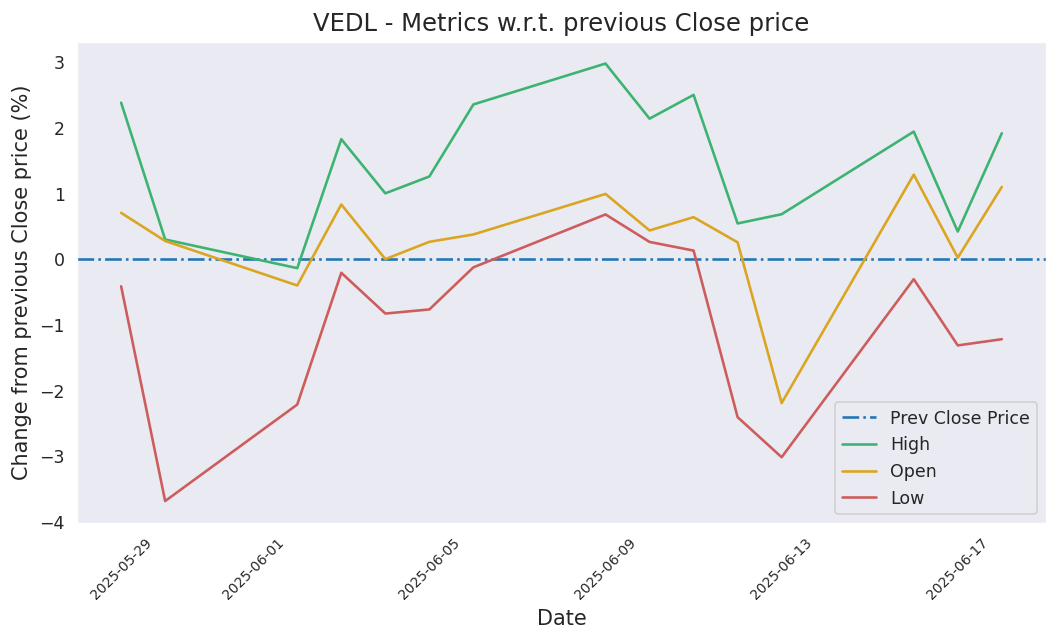 VEDL - Metrics w.r.t. previous Close price
Change from previous Close price (%)
3
2
1
0
−1
−2
−3
−4
Prev Close Price
High
Open
Low
2025-05-29
2025-06-01
2025-06-05
2025-06-09
2025-06-13
2025-06-17
Date